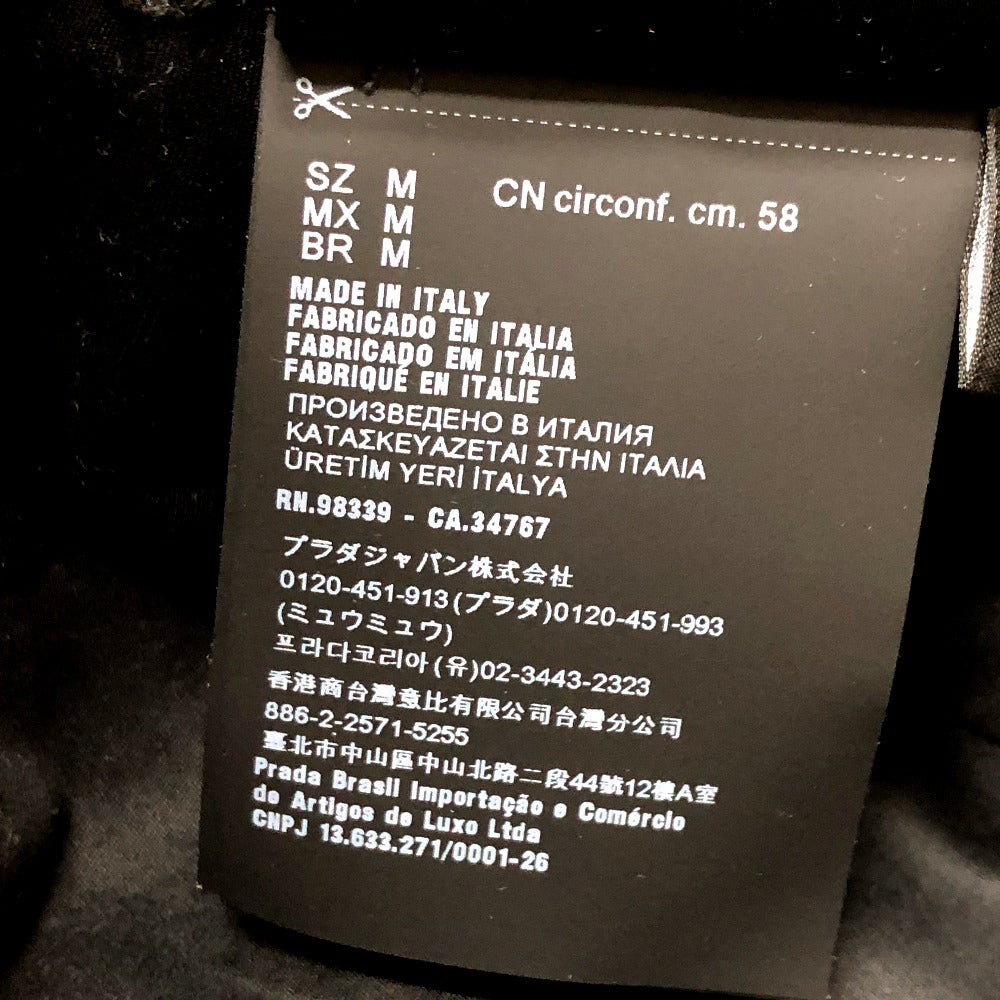 SZ M CN circonf. cm. 58
MX M
BR M
MADE IN ITALY
FABRICADO EN ITALIA
FABRICADO EM ITÁLIA
FABRIQUÉ EN ITALIE
ПРОИЗВЕДЕНО В ИТАЛИЯ
ΚΑΤΑΣΚΕΥΑΖΕΤΑΙ ΣΤΗΝ ΙΤΑΛΙΑ
ÜRETİM YERİ İTALYA
RN.98339 - CA.34767
プラダジャパン株式会社
0120-451-913(プラダ)0120-451-993
(ミュウミュウ)
프라다코리아(유)02-3443-2323
香港商台灣意比有限公司台灣分公司
886-2-2571-5255
臺北市中山區中山北路二段44號12樓A室
Prada Brasil Importação e Comércio
de Artigos de Luxo Ltda
CNPJ 13.633.271/0001-26